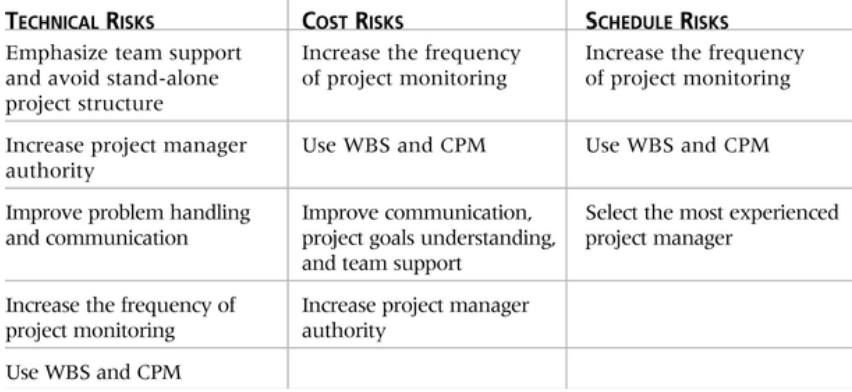 TECHNICAL RISKS
COST RISKS
SCHEDULE RISKS
Emphasize team support
and avoid stand-alone
project structure
Increase the frequency
of project monitoring
Increase the frequency
of project monitoring
Increase project manager
authority
Use WBS and CPM
Use WBS and CPM
Improve problem handling
and communication
Improve communication,
project goals understanding,
and team support
Select the most experienced
project manager
Increase the frequency of
project monitoring
Increase project manager
authority
Use WBS and CPM